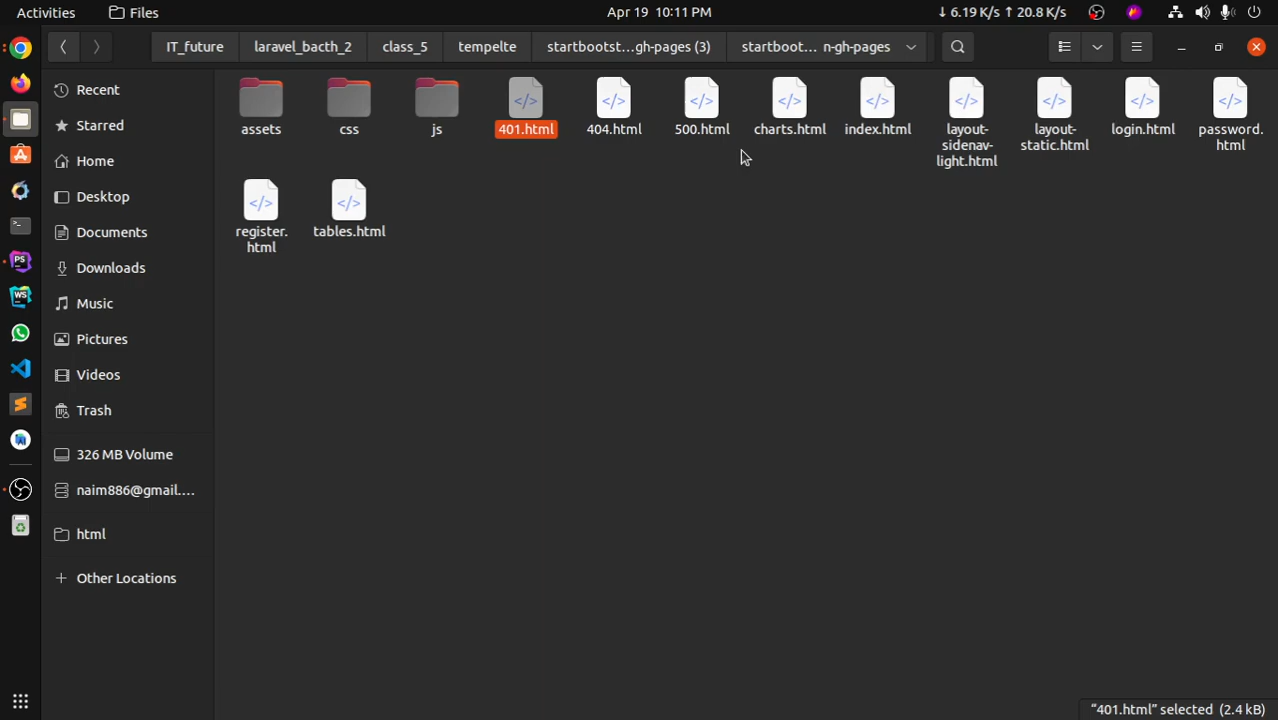 Activities
Files
Apr 19 10:11 PM
↓ 6.19 K/s ↑ 20.8 K/s
IT_future
laravel_bacth_2
class_5
tempelte
startbootst…gh-pages (3)
startboot… n-gh-pages
Recent
Starred
Home
Desktop
Documents
Downloads
Music
Pictures
Videos
Trash
326 MB Volume
naim886@gmail.…
html
+ Other Locations
assets
css
js
401.html
404.html
500.html
charts.html
index.html
layout-
sidenav-
light.html
layout-
static.html
login.html
password.
html
register.
html
tables.html
PS
WS
"401.html" selected (2.4 kB)